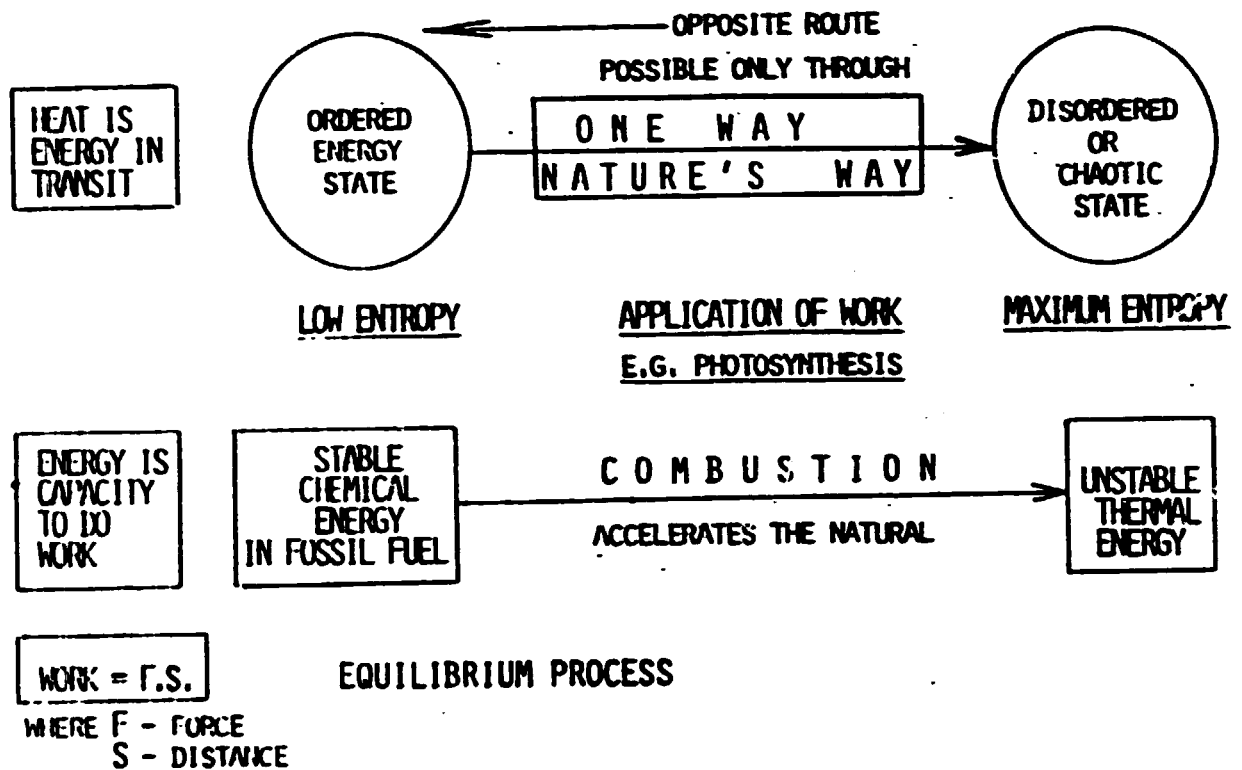 OPPOSITE ROUTE
POSSIBLE ONLY THROUGH
HEAT IS
ENERGY IN
TRANSIT
ORDERED
ENERGY
STATE
ONE WAY
NATURE'S WAY
DISORDERED
OR
CHAOTIC
STATE
LOW ENTROPY
APPLICATION OF WORK
E.G. PHOTOSYNTHESIS
MAXIMUM ENTROPY
ENERGY IS
CAPACITY
TO DO
WORK
STABLE
CHEMICAL
ENERGY
IN FOSSIL FUEL
COMBUSTION
ACCELERATES THE NATURAL
UNSTABLE
THERMAL
ENERGY
WORK = F.S.
EQUILIBRIUM PROCESS
WHERE F - FORCE
S - DISTANCE